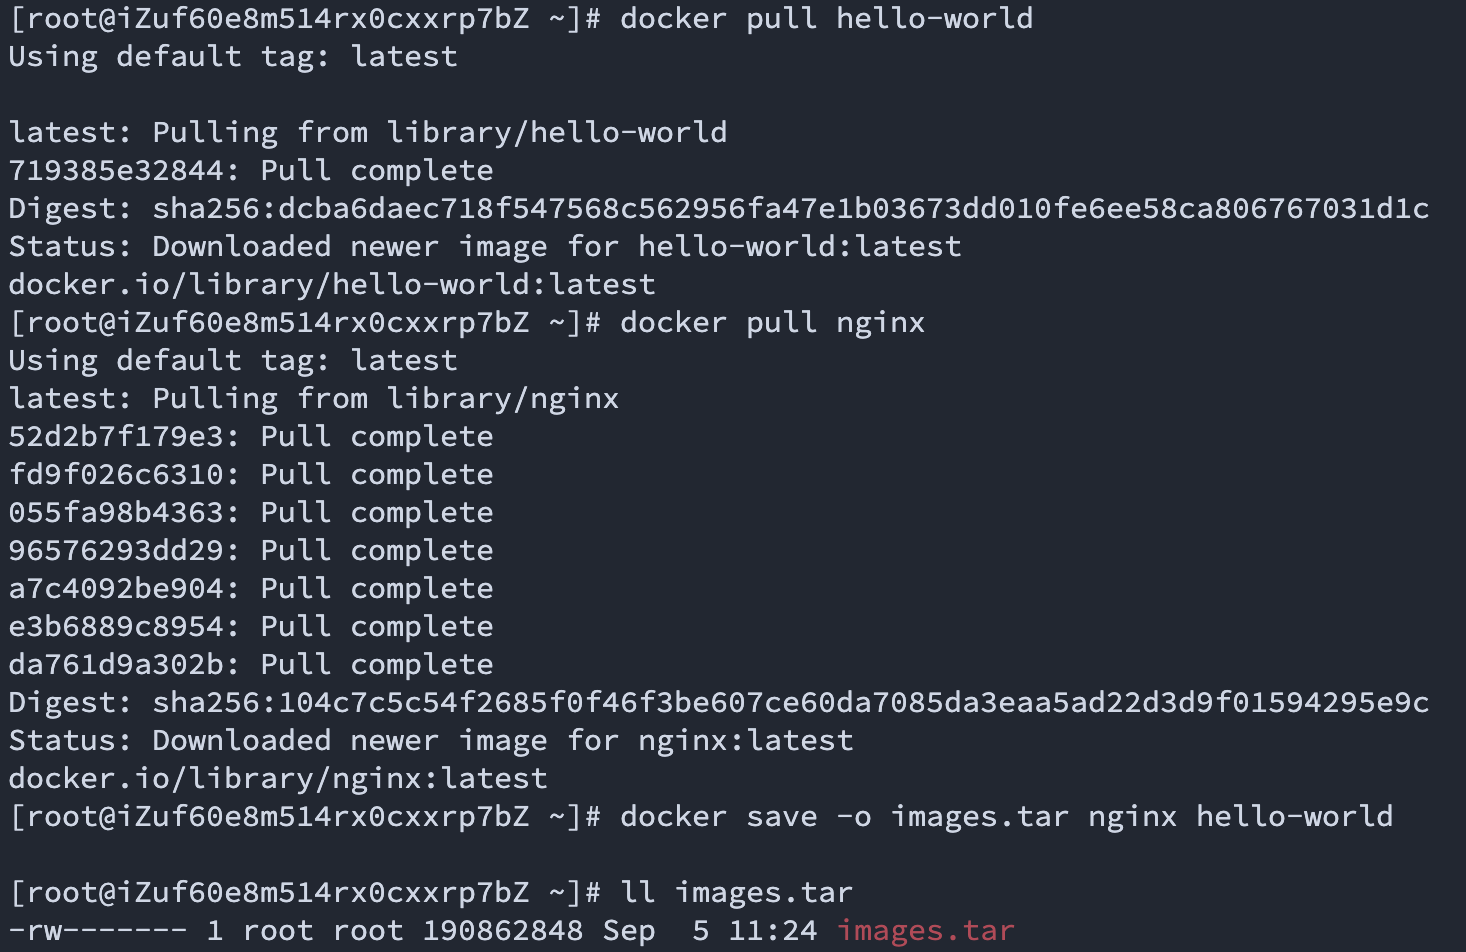 [root@iZuf60e8m514rx0cxxrp7bZ ~]# docker pull hello-world
Using default tag: latest
latest: Pulling from library/hello-world
719385e32844: Pull complete
Digest: sha256:dcba6daec718f547568c562956fa47e1b03673dd010fe6ee58ca806767031d1c
Status: Downloaded newer image for hello-world:latest
docker.io/library/hello-world:latest
[root@iZuf60e8m514rx0cxxrp7bZ ~]# docker pull nginx
Using default tag: latest
latest: Pulling from library/nginx
52d2b7f179e3: Pull complete
fd9f026c6310: Pull complete
055fa98b4363: Pull complete
96576293dd29: Pull complete
a7c4092be904: Pull complete
e3b6889c8954: Pull complete
da761d9a302b: Pull complete
Digest: sha256:104c7c5c54f2685f0f46f3be607ce60da7085da3eaa5ad22d3d9f01594295e9c
Status: Downloaded newer image for nginx:latest
docker.io/library/nginx:latest
[root@iZuf60e8m514rx0cxxrp7bZ ~]# docker save -o images.tar nginx hello-world
[root@iZuf60e8m514rx0cxxrp7bZ ~]# ll images.tar
-rw------- 1 root root 190862848 Sep  5 11:24 images.tar